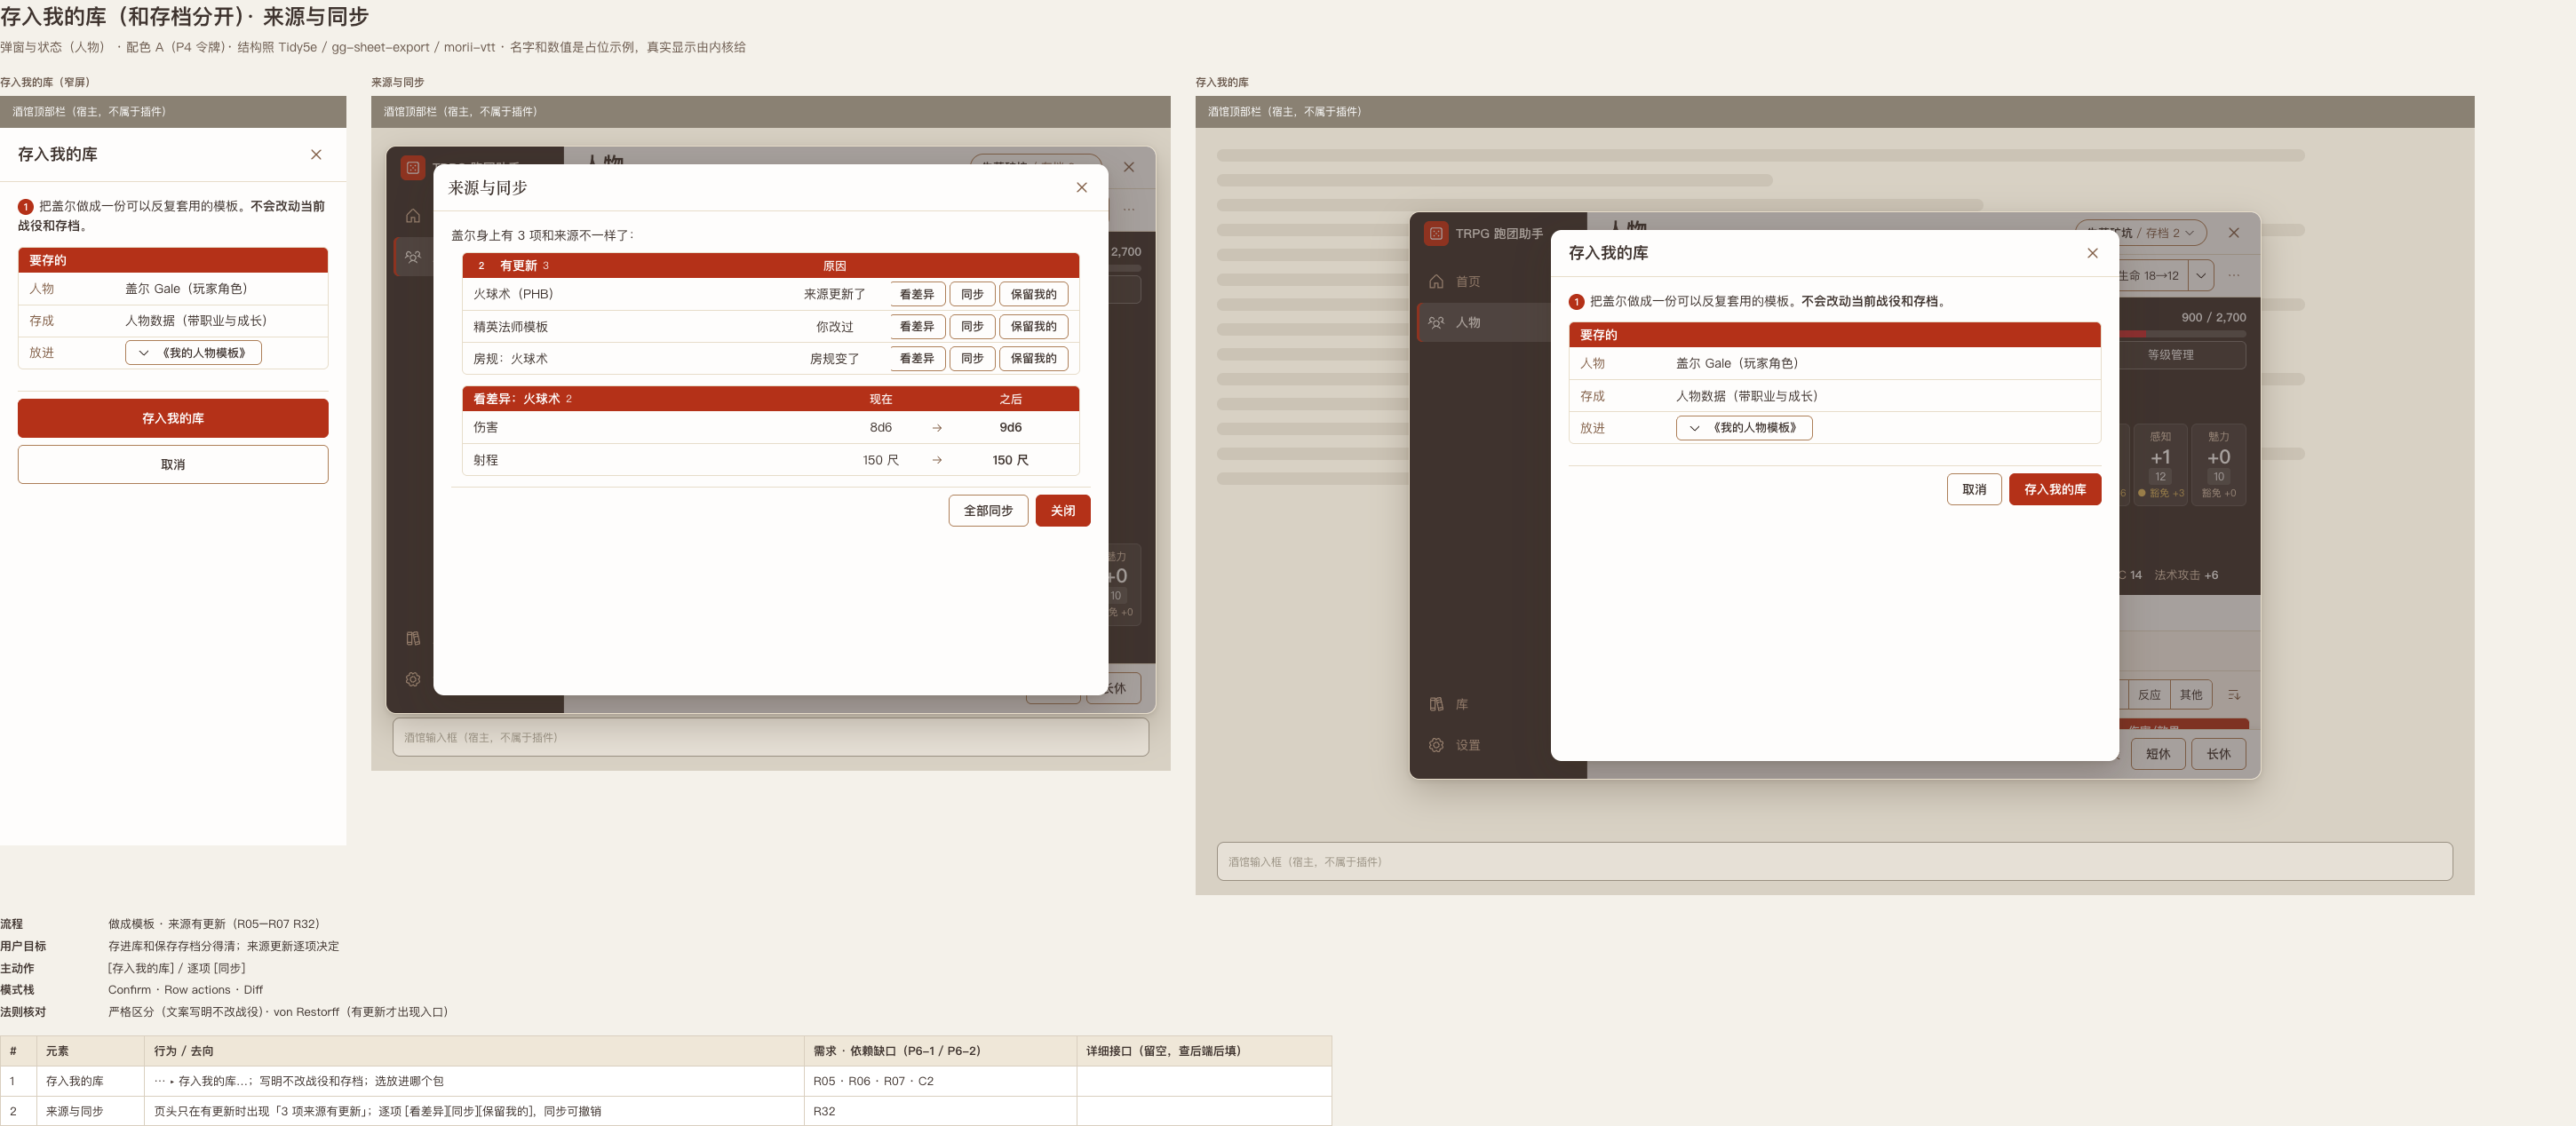 存入我的库（和存档分开）· 来源与同步
弹窗与状态（人物） · 配色 A（P4 令牌）· 结构照 Tidy5e / gg-sheet-export / morii-vtt · 名字和数值是占位示例，真实显示由内核给
存入我的库（窄屏）
酒馆顶部栏（宿主，不属于插件）
存入我的库
1 把盖尔做成一份可以反复套用的模板。不会改动当前
战役和存档。
要存的
人物 盖尔 Gale（玩家角色）
存成 人物数据（带职业与成长）
放进 《我的人物模板》
存入我的库
取消
来源与同步
酒馆顶部栏（宿主，不属于插件）
来源与同步
盖尔身上有 3 项和来源不一样了：
2 有更新 3 原因
火球术（PHB） 来源更新了 看差异 同步 保留我的
精英法师模板 你改过 看差异 同步 保留我的
房规：火球术 房规变了 看差异 同步 保留我的
看差异：火球术 2 现在 之后
伤害 8d6 → 9d6
射程 150 尺 → 150 尺
全部同步 关闭
2,700
魅力
+0
10
免 +0
长休
酒馆输入框（宿主，不属于插件）
存入我的库
酒馆顶部栏（宿主，不属于插件）
TRPG 跑团助手
人物
坑 / 存档 2
首页
人物
库
设置
存入我的库
1 把盖尔做成一份可以反复套用的模板。不会改动当前战役和存档。
要存的
人物 盖尔 Gale（玩家角色）
存成 人物数据（带职业与成长）
放进 《我的人物模板》
取消 存入我的库
生命 18→12 ···
900 / 2,700
等级管理
感知 魅力
+1 +0
12 10
豁免 +3 豁免 +0
C 14 法术攻击 +6
反应 其他
短休 长休
酒馆输入框（宿主，不属于插件）
流程 做成模板 · 来源有更新（R05—R07 R32）
用户目标 存进库和保存存档分得清；来源更新逐项决定
主动作 [存入我的库] / 逐项 [同步]
模式栈 Confirm · Row actions · Diff
法则核对 严格区分（文案写明不改战役）· von Restorff（有更新才出现入口）
# 元素 行为 / 去向 需求 · 依赖缺口（P6-1 / P6-2） 详细接口（留空，查后端后填）
1 存入我的库 ··· ▸ 存入我的库…；写明不改战役和存档；选放进哪个包 R05 · R06 · R07 · C2
2 来源与同步 页头只在有更新时出现「3 项来源有更新」；逐项 [看差异][同步][保留我的]，同步可撤销 R32